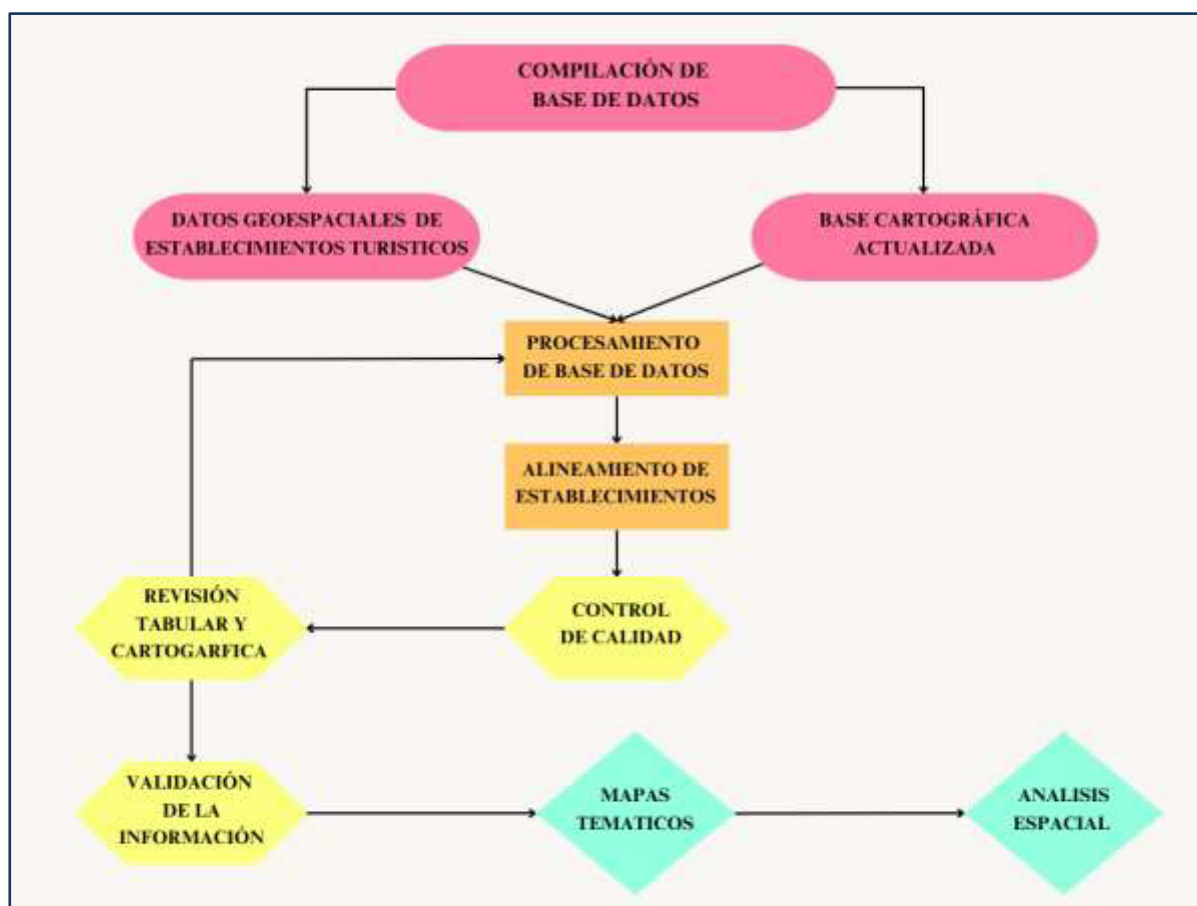 COMPILACIÓN DE
BASE DE DATOS
DATOS GEOESPACIALES DE
ESTABLECIMIENTOS TURISTICOS
BASE CARTOGRÁFICA
ACTUALIZADA
PROCESAMIENTO
DE BASE DE DATOS
ALINEAMIENTO DE
ESTABLECIMIENTOS
REVISIÓN
TABULAR Y
CARTOGARFICA
CONTROL
DE CALIDAD
VALIDACIÓN
DE LA
INFORMACIÓN
MAPAS
TEMATICOS
ANALISIS
ESPACIAL